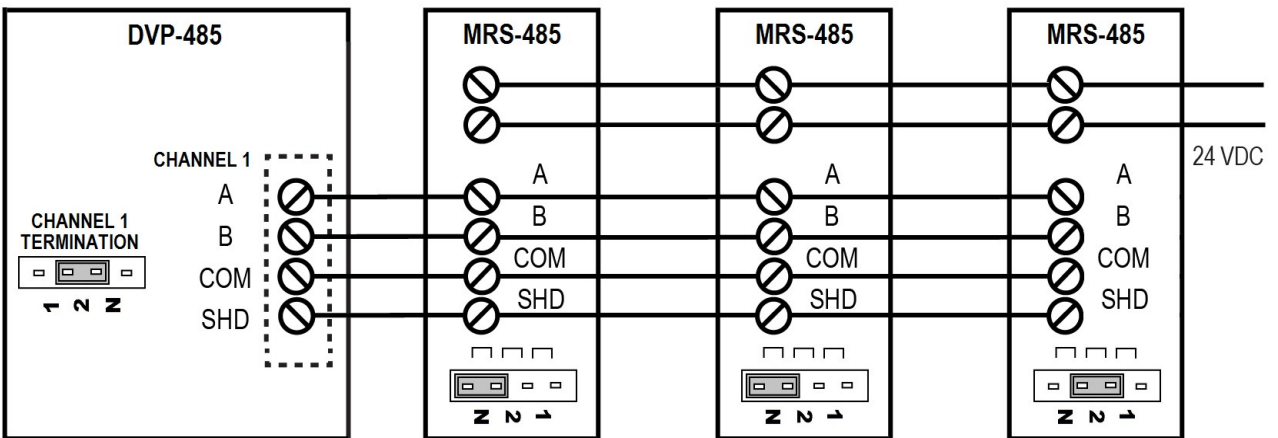 DVP-485
MRS-485
MRS-485
MRS-485
24 VDC
CHANNEL 1
A
B
COM
SHD
CHANNEL 1
TERMINATION
1 2 N
A
B
COM
SHD
N 2 1
A
B
COM
SHD
N 2 1
A
B
COM
SHD
N 2 1